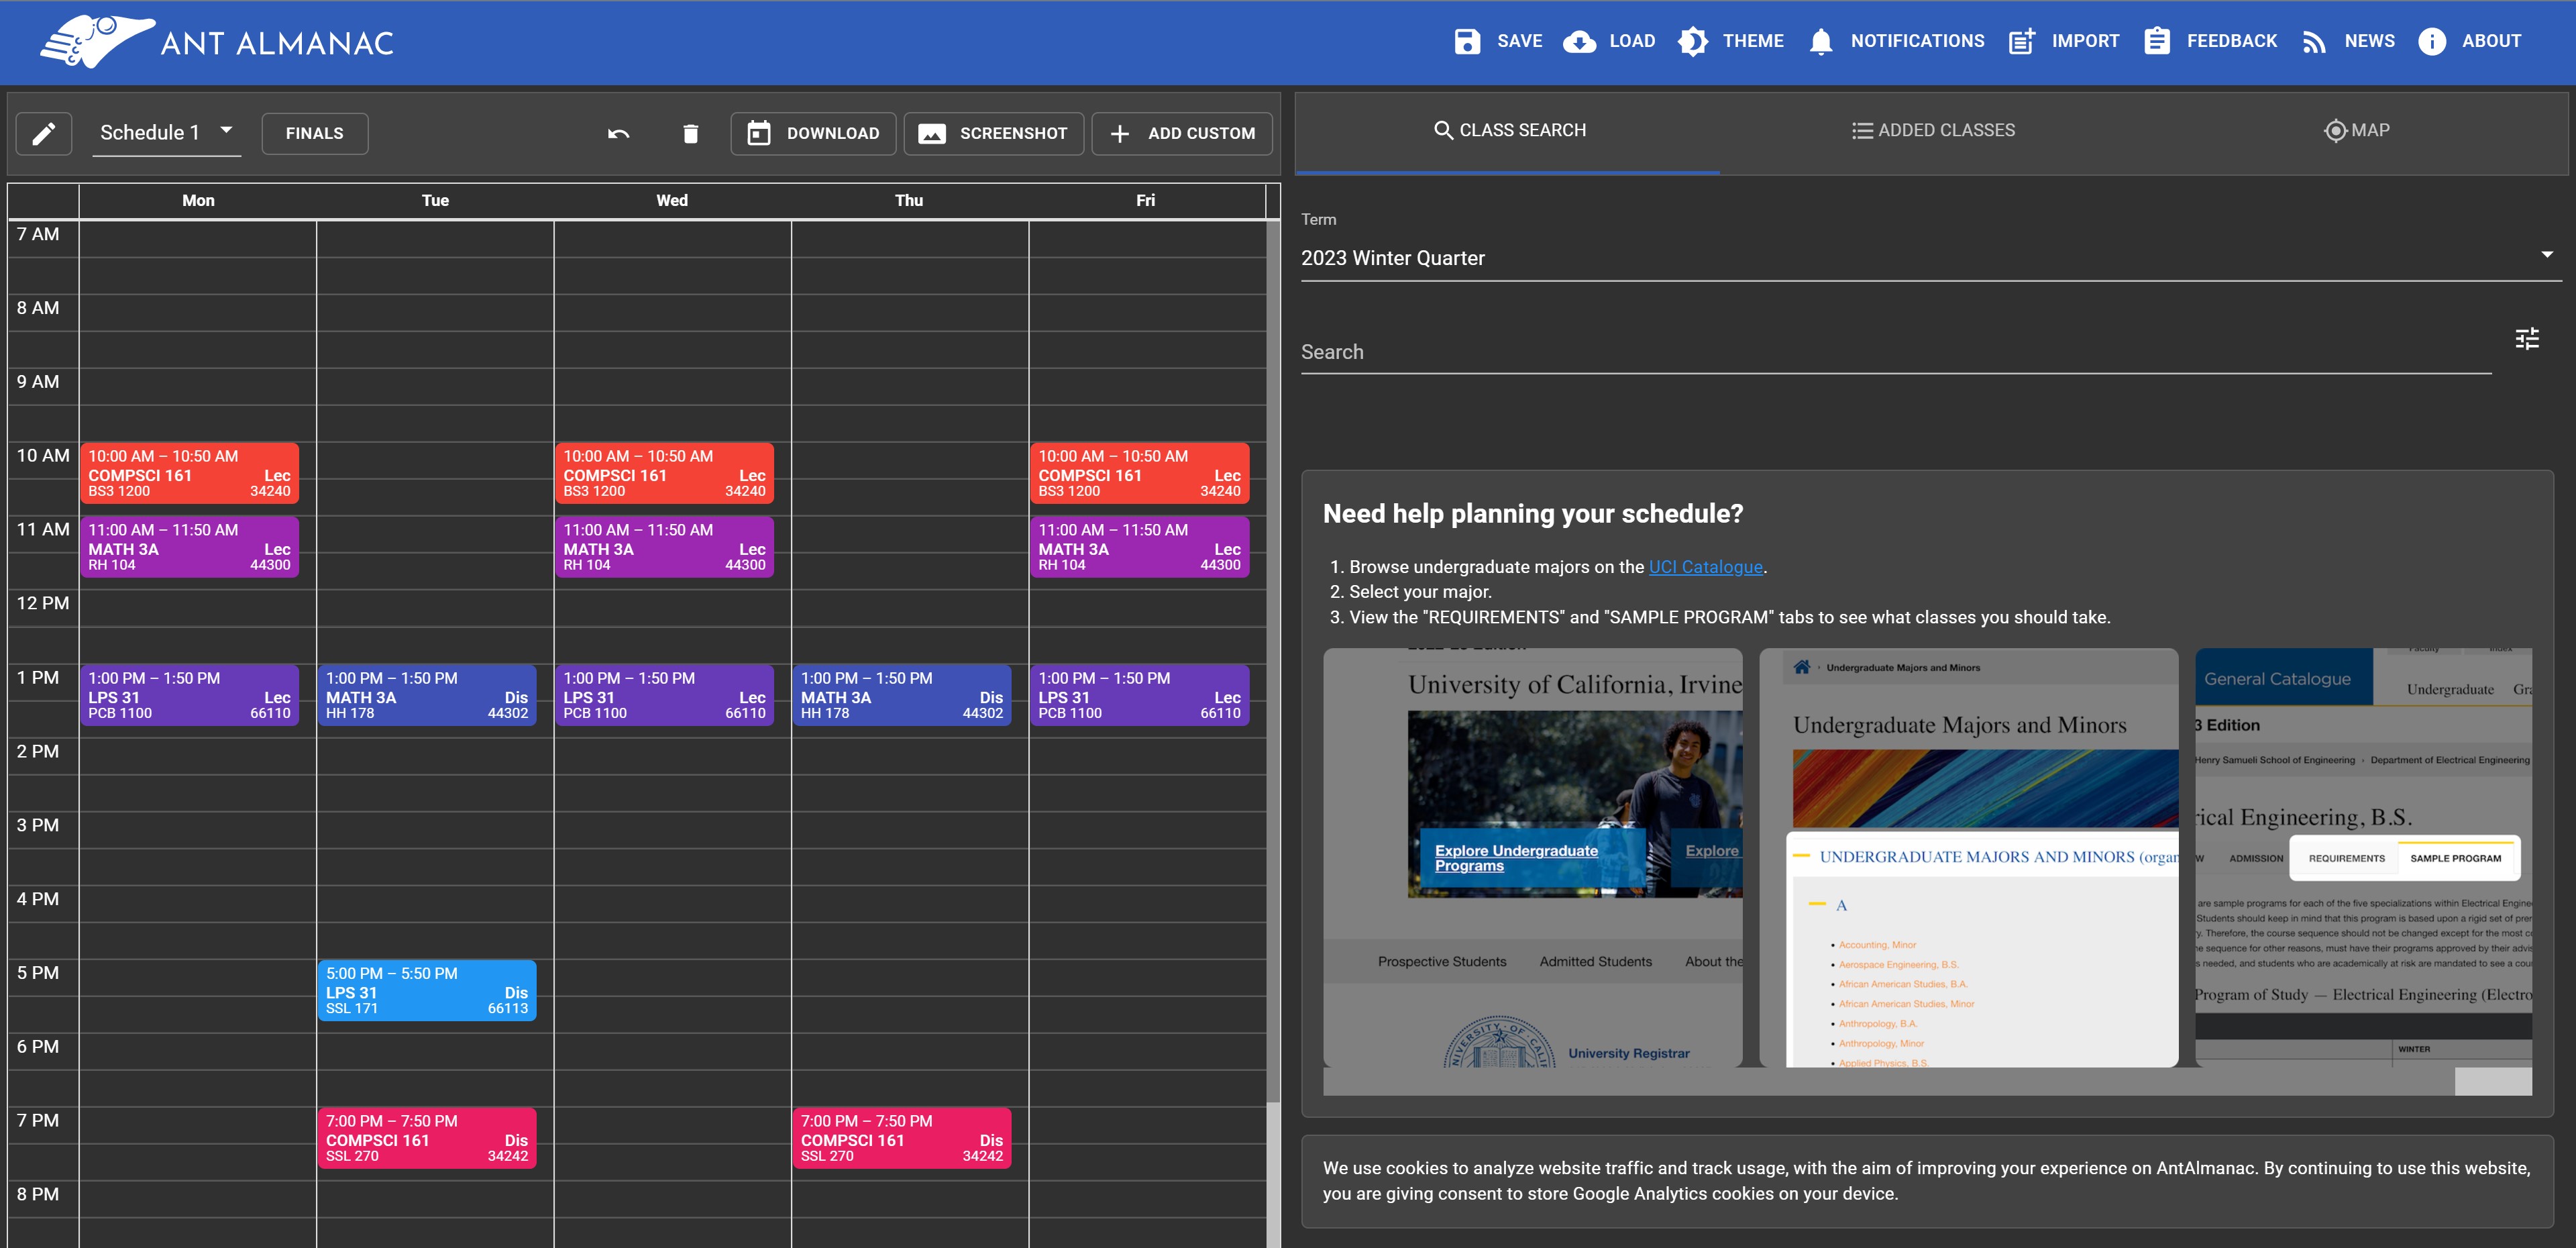 ANT ALMANAC
SAVE
LOAD
THEME
NOTIFICATIONS
IMPORT
FEEDBACK
NEWS
ABOUT
Schedule 1
FINALS
DOWNLOAD
SCREENSHOT
ADD CUSTOM
Mon Tue Wed Thu Fri
7 AM
8 AM
9 AM
10 AM
10:00 AM – 10:50 AM
COMPSCI 161 Lec
BS3 1200 34240
10:00 AM – 10:50 AM
COMPSCI 161 Lec
BS3 1200 34240
10:00 AM – 10:50 AM
COMPSCI 161 Lec
BS3 1200 34240
11 AM
11:00 AM – 11:50 AM
MATH 3A Lec
RH 104 44300
11:00 AM – 11:50 AM
MATH 3A Lec
RH 104 44300
11:00 AM – 11:50 AM
MATH 3A Lec
RH 104 44300
12 PM
1 PM
1:00 PM – 1:50 PM
LPS 31 Lec
PCB 1100 66110
1:00 PM – 1:50 PM
MATH 3A Dis
HH 178 44302
1:00 PM – 1:50 PM
LPS 31 Lec
PCB 1100 66110
1:00 PM – 1:50 PM
MATH 3A Dis
HH 178 44302
1:00 PM – 1:50 PM
LPS 31 Lec
PCB 1100 66110
2 PM
3 PM
4 PM
5 PM
5:00 PM – 5:50 PM
LPS 31 Dis
SSL 171 66113
6 PM
7 PM
7:00 PM – 7:50 PM
COMPSCI 161 Dis
SSL 270 34242
7:00 PM – 7:50 PM
COMPSCI 161 Dis
SSL 270 34242
8 PM
CLASS SEARCH
ADDED CLASSES
MAP
Term
2023 Winter Quarter
Search
Need help planning your schedule?
1. Browse undergraduate majors on the UCI Catalogue.
2. Select your major.
3. View the "REQUIREMENTS" and "SAMPLE PROGRAM" tabs to see what classes you should take.
University of California, Irvine
Explore Undergraduate
Programs
Explore
Prospective Students Admitted Students About the
University Registrar
Undergraduate Majors and Minors
Undergraduate Majors and Minors
UNDERGRADUATE MAJORS AND MINORS (organ
A
Accounting, Minor
Aerospace Engineering, B.S.
African American Studies, B.A.
African American Studies, Minor
Anthropology, B.A.
Anthropology, Minor
Applied Physics, B.S.
General Catalogue
Undergraduate Gra
3 Edition
Henry Samueli School of Engineering › Department of Electrical Engineering
rical Engineering, B.S.
W ADMISSION REQUIREMENTS SAMPLE PROGRAM
are sample programs for each of the five specializations within Electrical Engine
Students should keep in mind that this program is based upon a rigid set of prer
y. Therefore, the course sequence should not be changed except for the most co
e sequence for other reasons, must have their programs approved by their advis
s needed, and students who are academically at risk are mandated to see a cou
Program of Study — Electrical Engineering (Electro
WINTER
We use cookies to analyze website traffic and track usage, with the aim of improving your experience on AntAlmanac. By continuing to use this website,
you are giving consent to store Google Analytics cookies on your device.